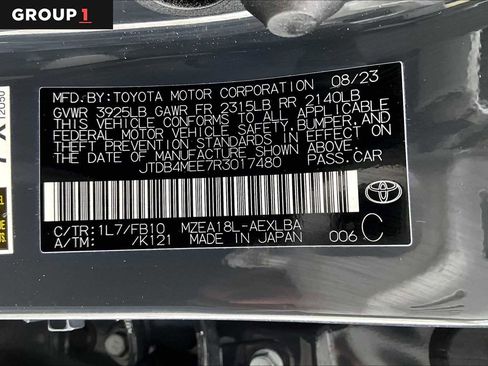 GROUP 1
MFD.BY: TOYOTA MOTOR CORPORATION 08/23
GVWR 3925LB GAWR FR 2315LB RR 2140LB
THIS VEHICLE CONFORMS TO ALL APPLICABLE
FEDERAL MOTOR VEHICLE SAFETY, BUMPER, AND
THEFT PREVENTION STANDARDS IN EFFECT ON
THE DATE OF MANUFACTURE SHOWN ABOVE.
JTDB4MEE7R3017480 PASS.CAR
C/TR: 1L7/FB10 MZEA18L-AEXLBA
A/TM: /K121 MADE IN JAPAN 006 C
TOYOTA